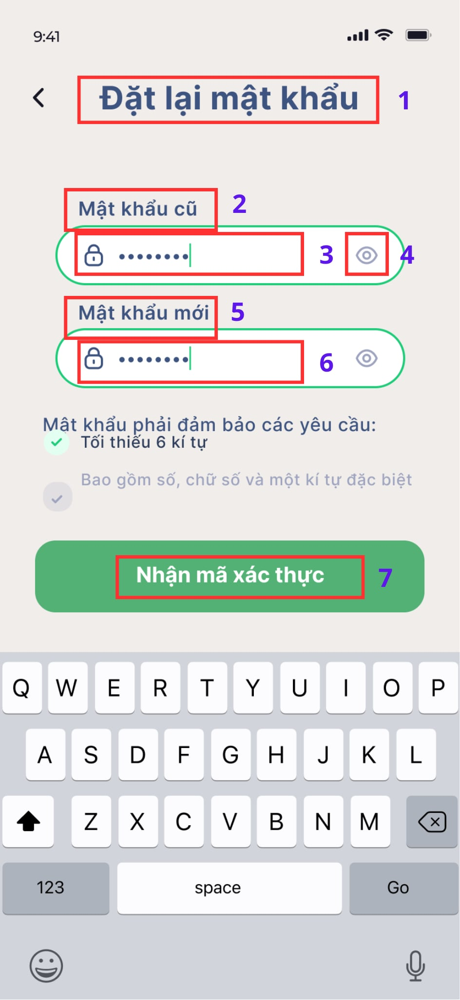 9:41
Đặt lại mật khẩu 1
Mật khẩu cũ 2
•••••••• 3 4
Mật khẩu mới 5
•••••••• 6
Mật khẩu phải đảm bảo các yêu cầu:
Tối thiếu 6 kí tự
Bao gồm số, chữ số và một kí tự đặc biệt
Nhận mã xác thực 7
Q W E R T Y U I O P
A S D F G H J K L
Z X C V B N M
123 space Go